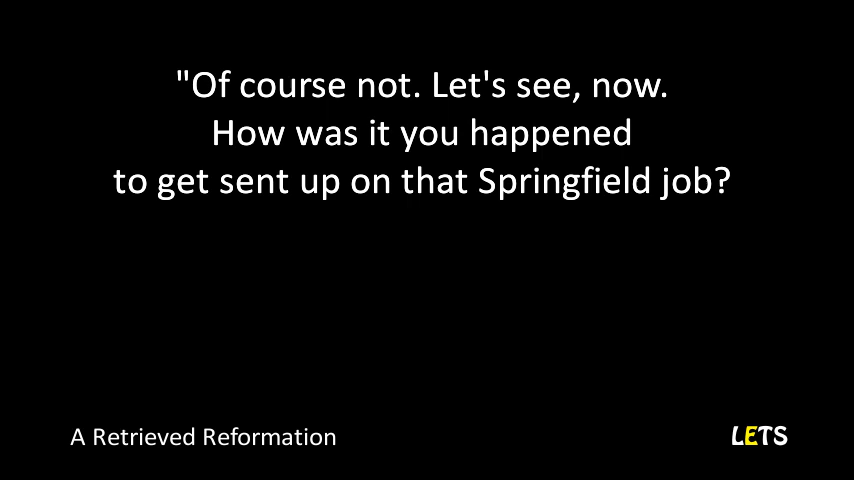 "Of course not. Let's see, now.
How was it you happened
to get sent up on that Springfield job?
A Retrieved Reformation
LETS